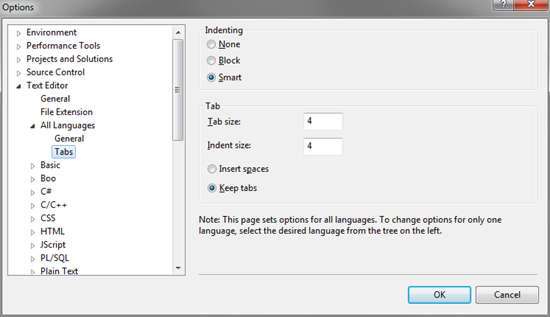 Options
Environment
Performance Tools
Projects and Solutions
Source Control
Text Editor
General
File Extension
All Languages
General
Tabs
Basic
Boo
C#
C/C++
CSS
HTML
JScript
PL/SQL
Plain Text
Indenting
None
Block
Smart
Tab
Tab size: 4
Indent size: 4
Insert spaces
Keep tabs
Note: This page sets options for all languages. To change options for only one
language, select the desired language from the tree on the left.
OK Cancel